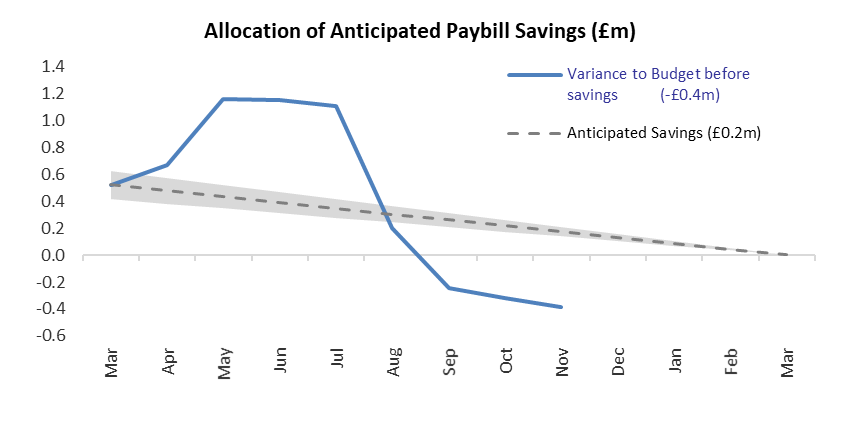 Allocation of Anticipated Paybill Savings (£m)
1.4
1.2
1.0
0.8
0.6
0.4
0.2
0.0
-0.2
-0.4
-0.6
Variance to Budget before
savings (-£0.4m)
Anticipated Savings (£0.2m)
Mar
Apr
May
Jun
Jul
Aug
Sep
Oct
Nov
Dec
Jan
Feb
Mar